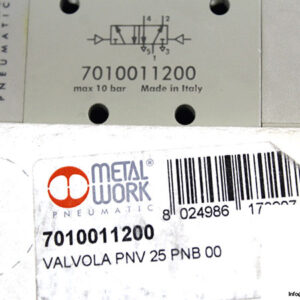 PNEUMATIC
4 2
5 3
1
7010011200
max 10 bar Made in Italy
METAL
WORK
PNEUMATIC
7010011200
8 024986
VALVOLA PNV 25 PNB 00